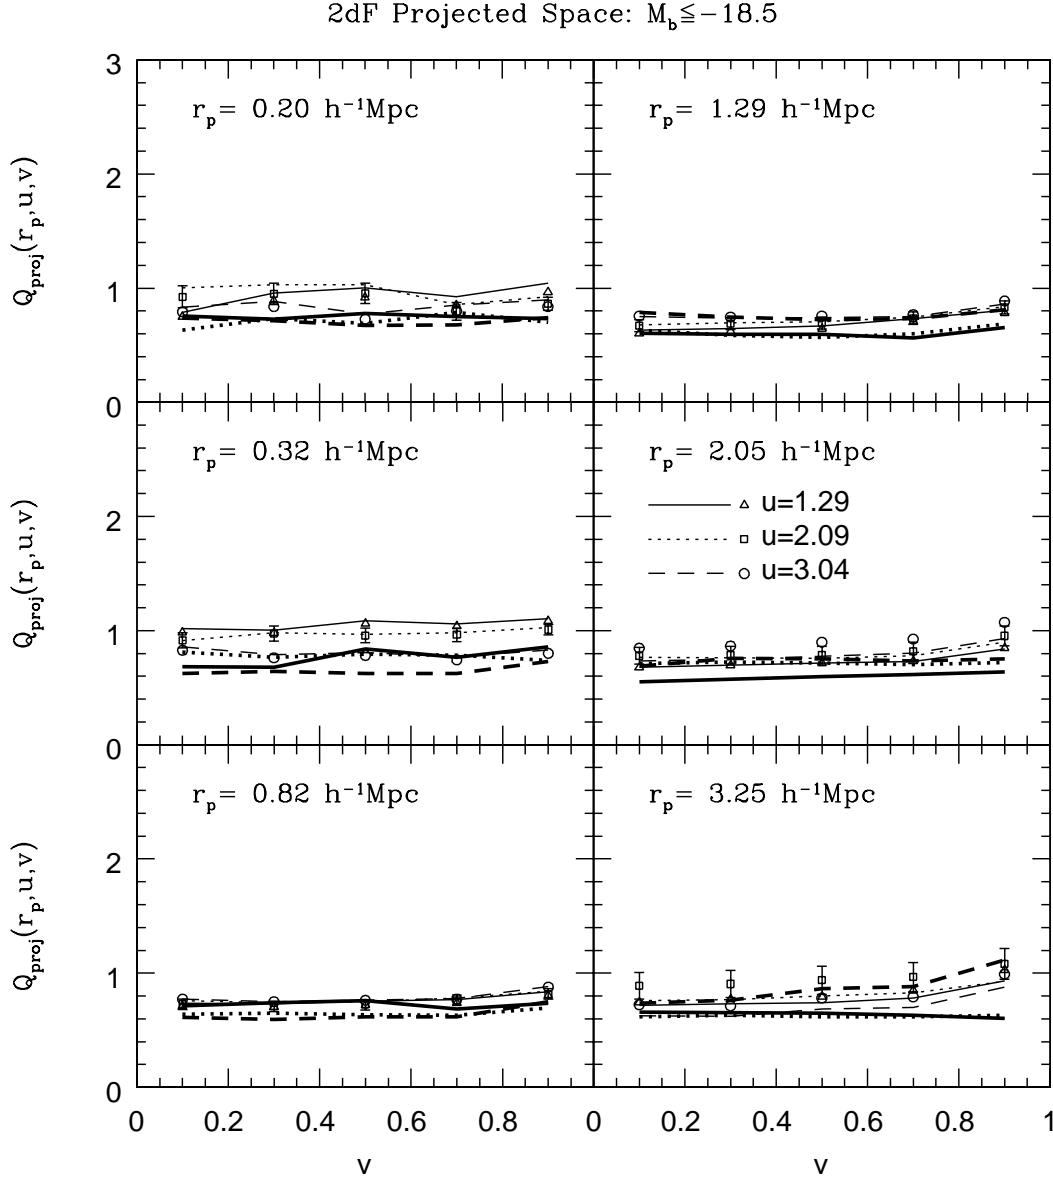 2dF Projected Space: M_b≦−18.5
r_p= 0.20 h⁻¹Mpc
r_p= 1.29 h⁻¹Mpc
3
2
1
0
Q_proj(r_p,u,v)
r_p= 0.32 h⁻¹Mpc
r_p= 2.05 h⁻¹Mpc
u=1.29
u=2.09
u=3.04
2
1
0
Q_proj(r_p,u,v)
r_p= 0.82 h⁻¹Mpc
r_p= 3.25 h⁻¹Mpc
2
1
0
Q_proj(r_p,u,v)
0 0.2 0.4 0.6 0.8 0 0.2 0.4 0.6 0.8 1
v v